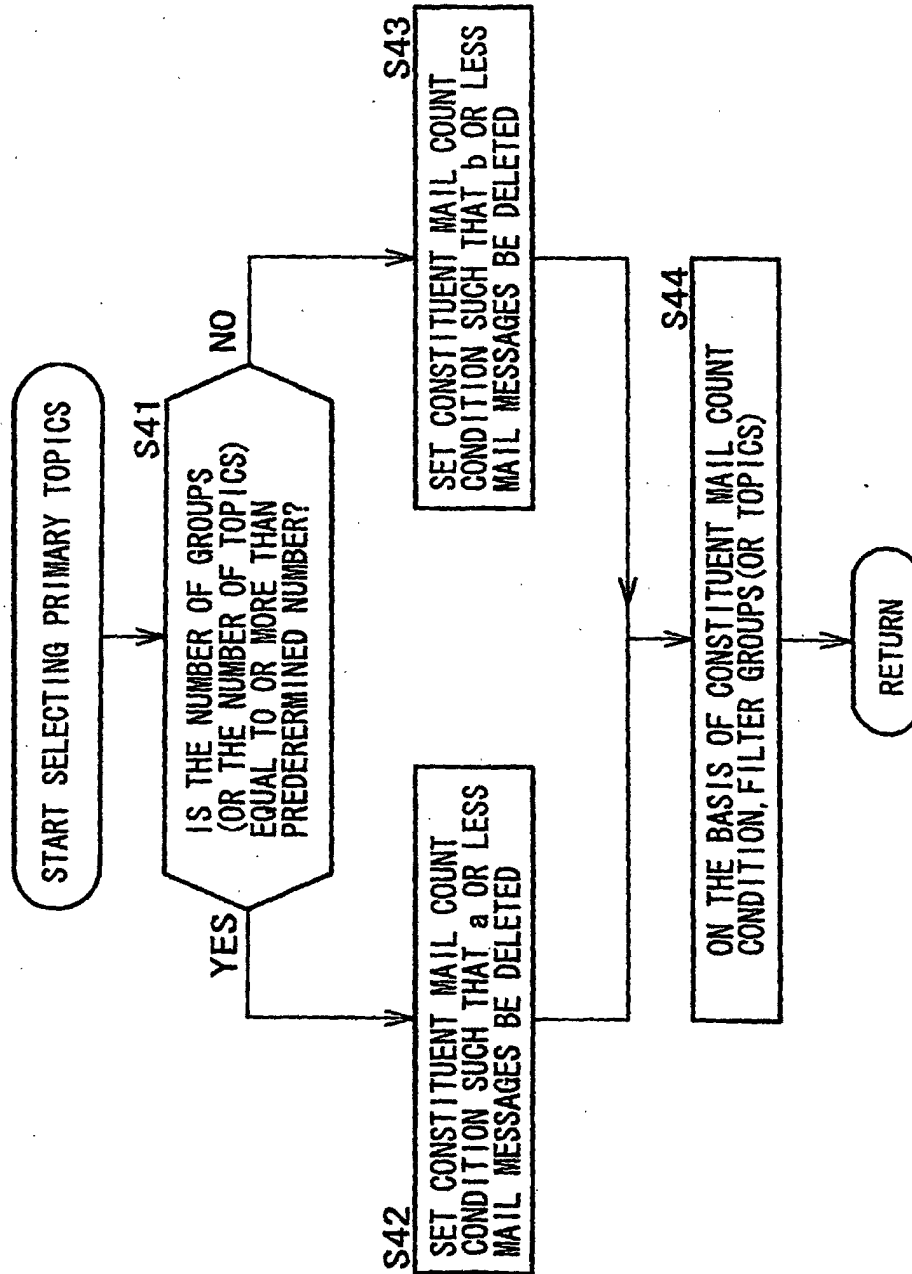 START SELECTING PRIMARY TOPICS
S41
IS THE NUMBER OF GROUPS
(OR THE NUMBER OF TOPICS)
EQUAL TO OR MORE THAN
PREDERERMINED NUMBER?
YES
NO
S42
SET CONSTITUENT MAIL COUNT
CONDITION SUCH THAT a OR LESS
MAIL MESSAGES BE DELETED
S43
SET CONSTITUENT MAIL COUNT
CONDITION SUCH THAT b OR LESS
MAIL MESSAGES BE DELETED
S44
ON THE BASIS OF CONSTITUENT MAIL COUNT
CONDITION, FILTER GROUPS(OR TOPICS)
RETURN